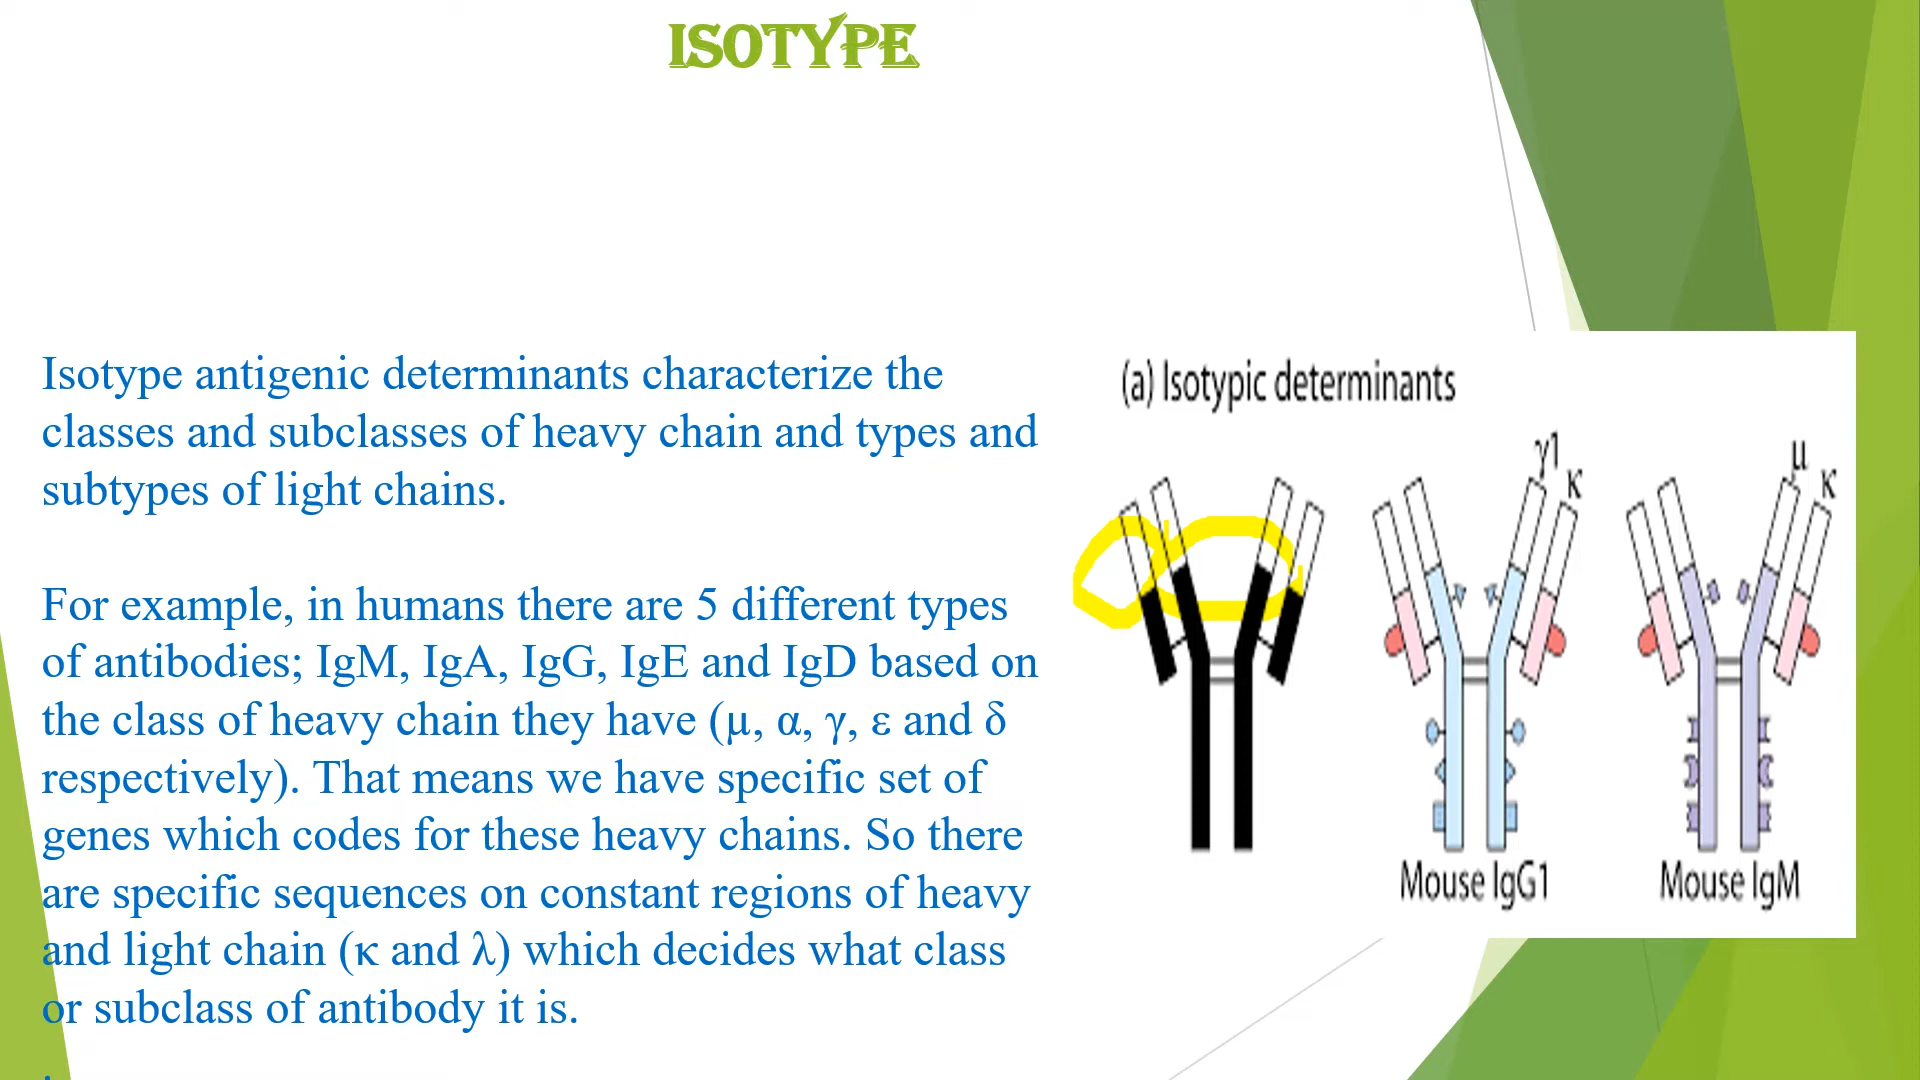 ISOTYPE
Isotype antigenic determinants characterize the
classes and subclasses of heavy chain and types and
subtypes of light chains.
For example, in humans there are 5 different types
of antibodies; IgM, IgA, IgG, IgE and IgD based on
the class of heavy chain they have (μ, α, γ, ε and δ
respectively). That means we have specific set of
genes which codes for these heavy chains. So there
are specific sequences on constant regions of heavy
and light chain (κ and λ) which decides what class
or subclass of antibody it is.
(a) Isotypic determinants
γ1
κ
μ
κ
Mouse IgG1
Mouse IgM